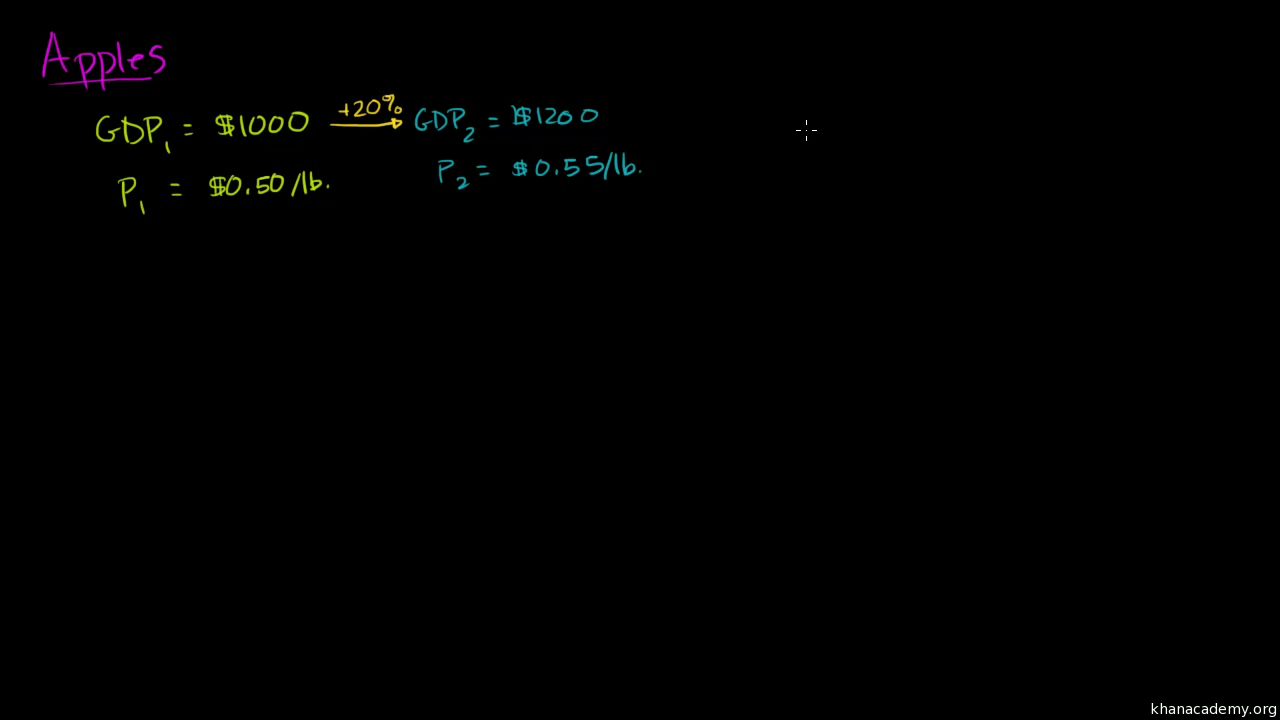 Apples
GDP₁ = $1000 +20% GDP₂ = $1200
P₁ = $0.50/lb. P₂ = $0.55/lb.
khanacademy.org